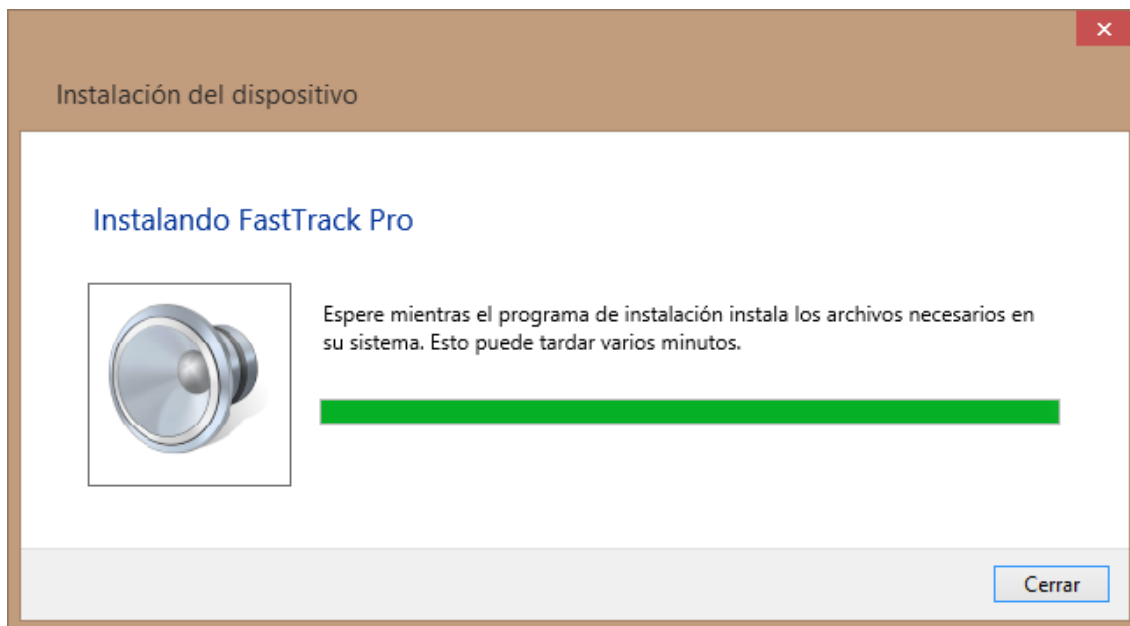 Instalación del dispositivo
Instalando FastTrack Pro
Espere mientras el programa de instalación instala los archivos necesarios en
su sistema. Esto puede tardar varios minutos.
Cerrar